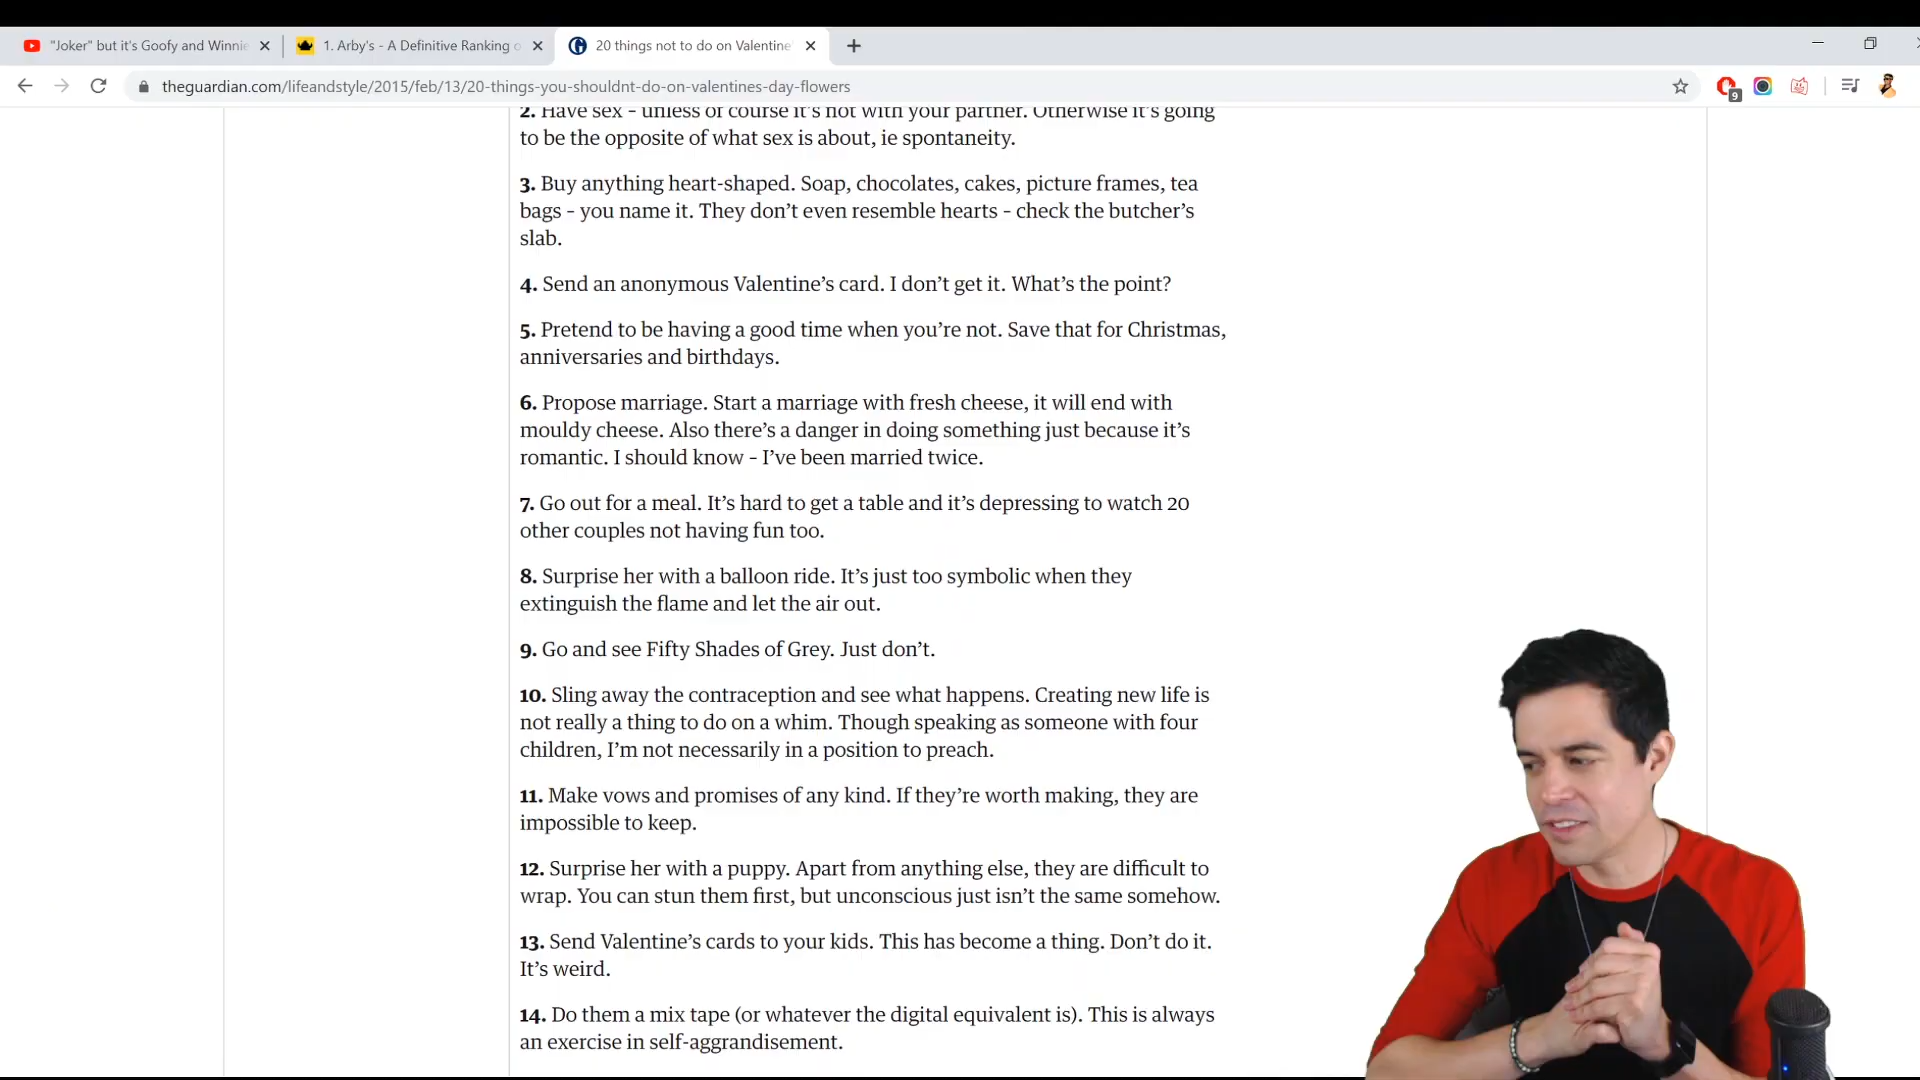 "Joker" but it's Goofy and Winnie
1. Arby's - A Definitive Ranking o
20 things not to do on Valentine
theguardian.com/lifeandstyle/2015/feb/13/20-things-you-shouldnt-do-on-valentines-day-flowers
9
2. Have sex – unless of course it's not with your partner. Otherwise it's going
to be the opposite of what sex is about, ie spontaneity.
3. Buy anything heart-shaped. Soap, chocolates, cakes, picture frames, tea
bags – you name it. They don't even resemble hearts – check the butcher's
slab.
4. Send an anonymous Valentine's card. I don't get it. What's the point?
5. Pretend to be having a good time when you're not. Save that for Christmas,
anniversaries and birthdays.
6. Propose marriage. Start a marriage with fresh cheese, it will end with
mouldy cheese. Also there's a danger in doing something just because it's
romantic. I should know – I've been married twice.
7. Go out for a meal. It's hard to get a table and it's depressing to watch 20
other couples not having fun too.
8. Surprise her with a balloon ride. It's just too symbolic when they
extinguish the flame and let the air out.
9. Go and see Fifty Shades of Grey. Just don't.
10. Sling away the contraception and see what happens. Creating new life is
not really a thing to do on a whim. Though speaking as someone with four
children, I'm not necessarily in a position to preach.
11. Make vows and promises of any kind. If they're worth making, they are
impossible to keep.
12. Surprise her with a puppy. Apart from anything else, they are difficult to
wrap. You can stun them first, but unconscious just isn't the same somehow.
13. Send Valentine's cards to your kids. This has become a thing. Don't do it.
It's weird.
14. Do them a mix tape (or whatever the digital equivalent is). This is always
an exercise in self-aggrandisement.